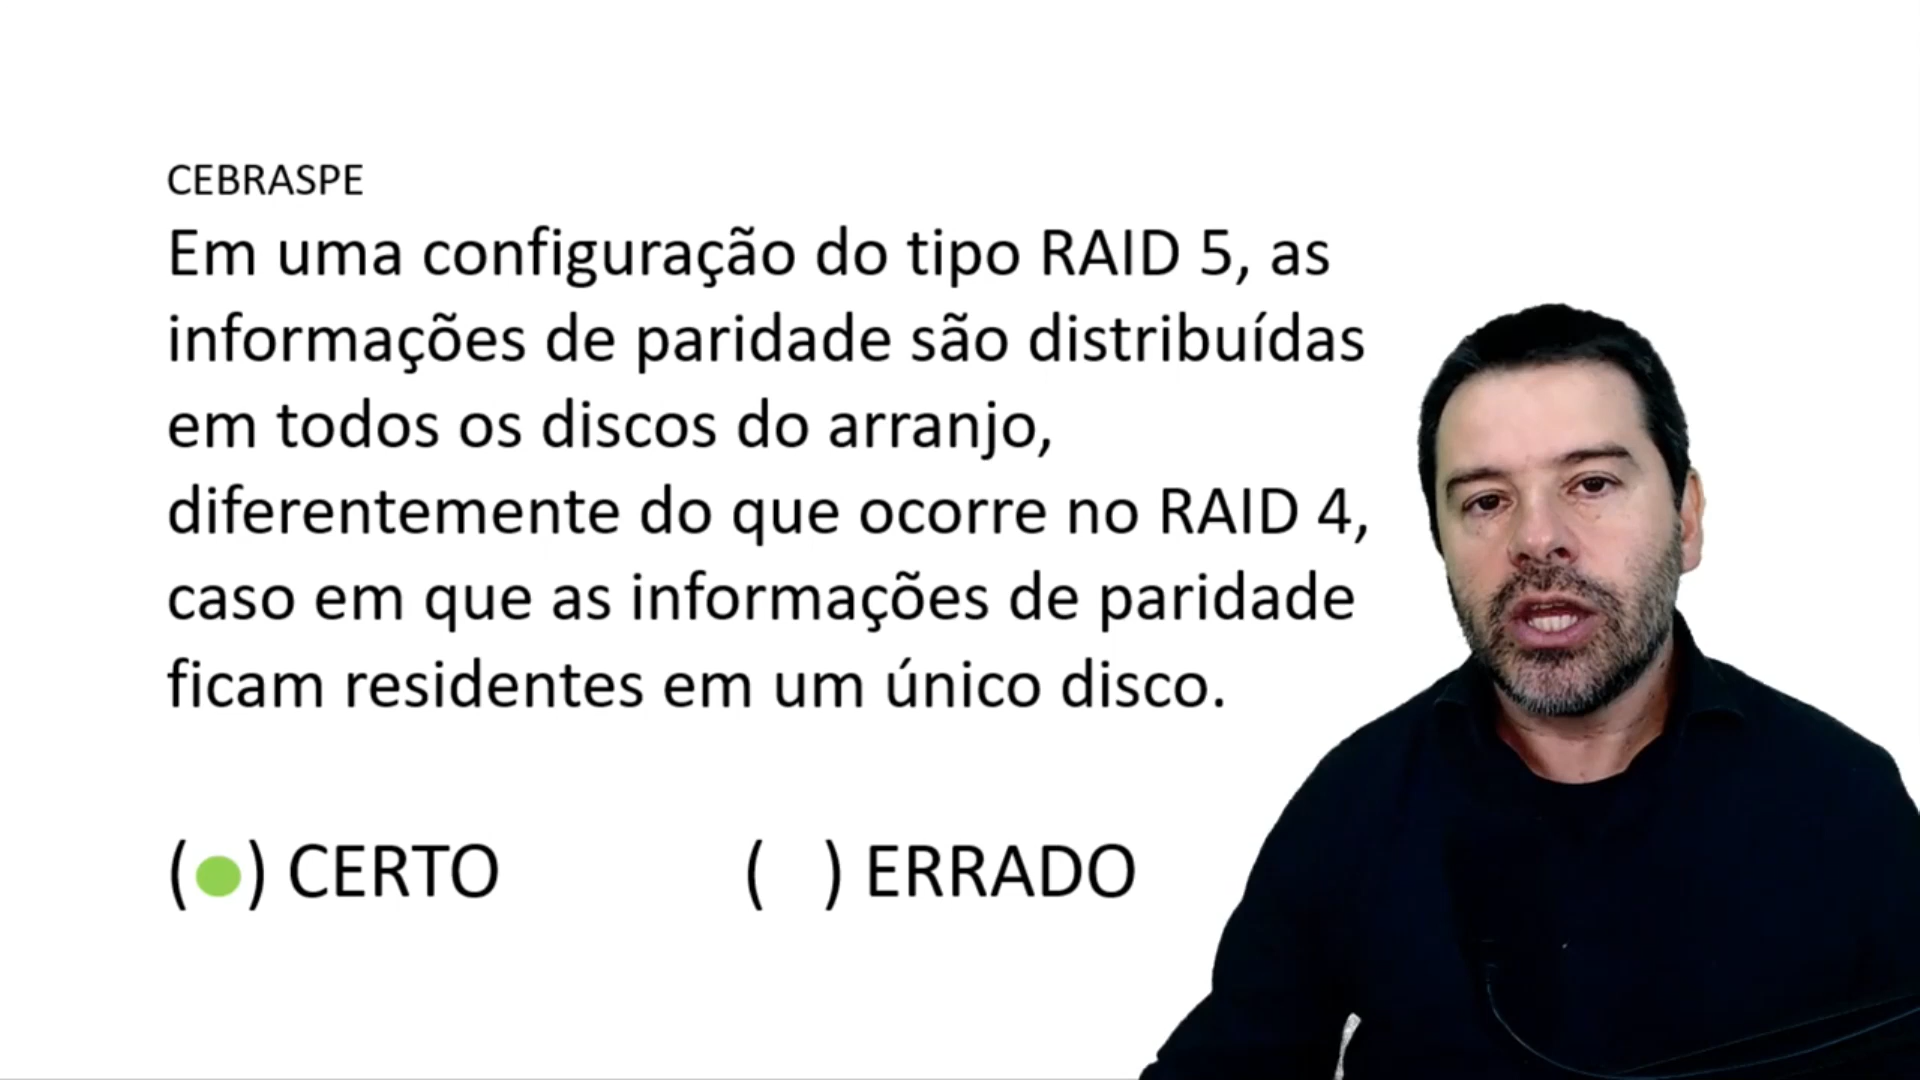 CEBRASPE
Em uma configuração do tipo RAID 5, as
informações de paridade são distribuídas
em todos os discos do arranjo,
diferentemente do que ocorre no RAID 4,
caso em que as informações de paridade
ficam residentes em um único disco.
() CERTO ( ) ERRADO